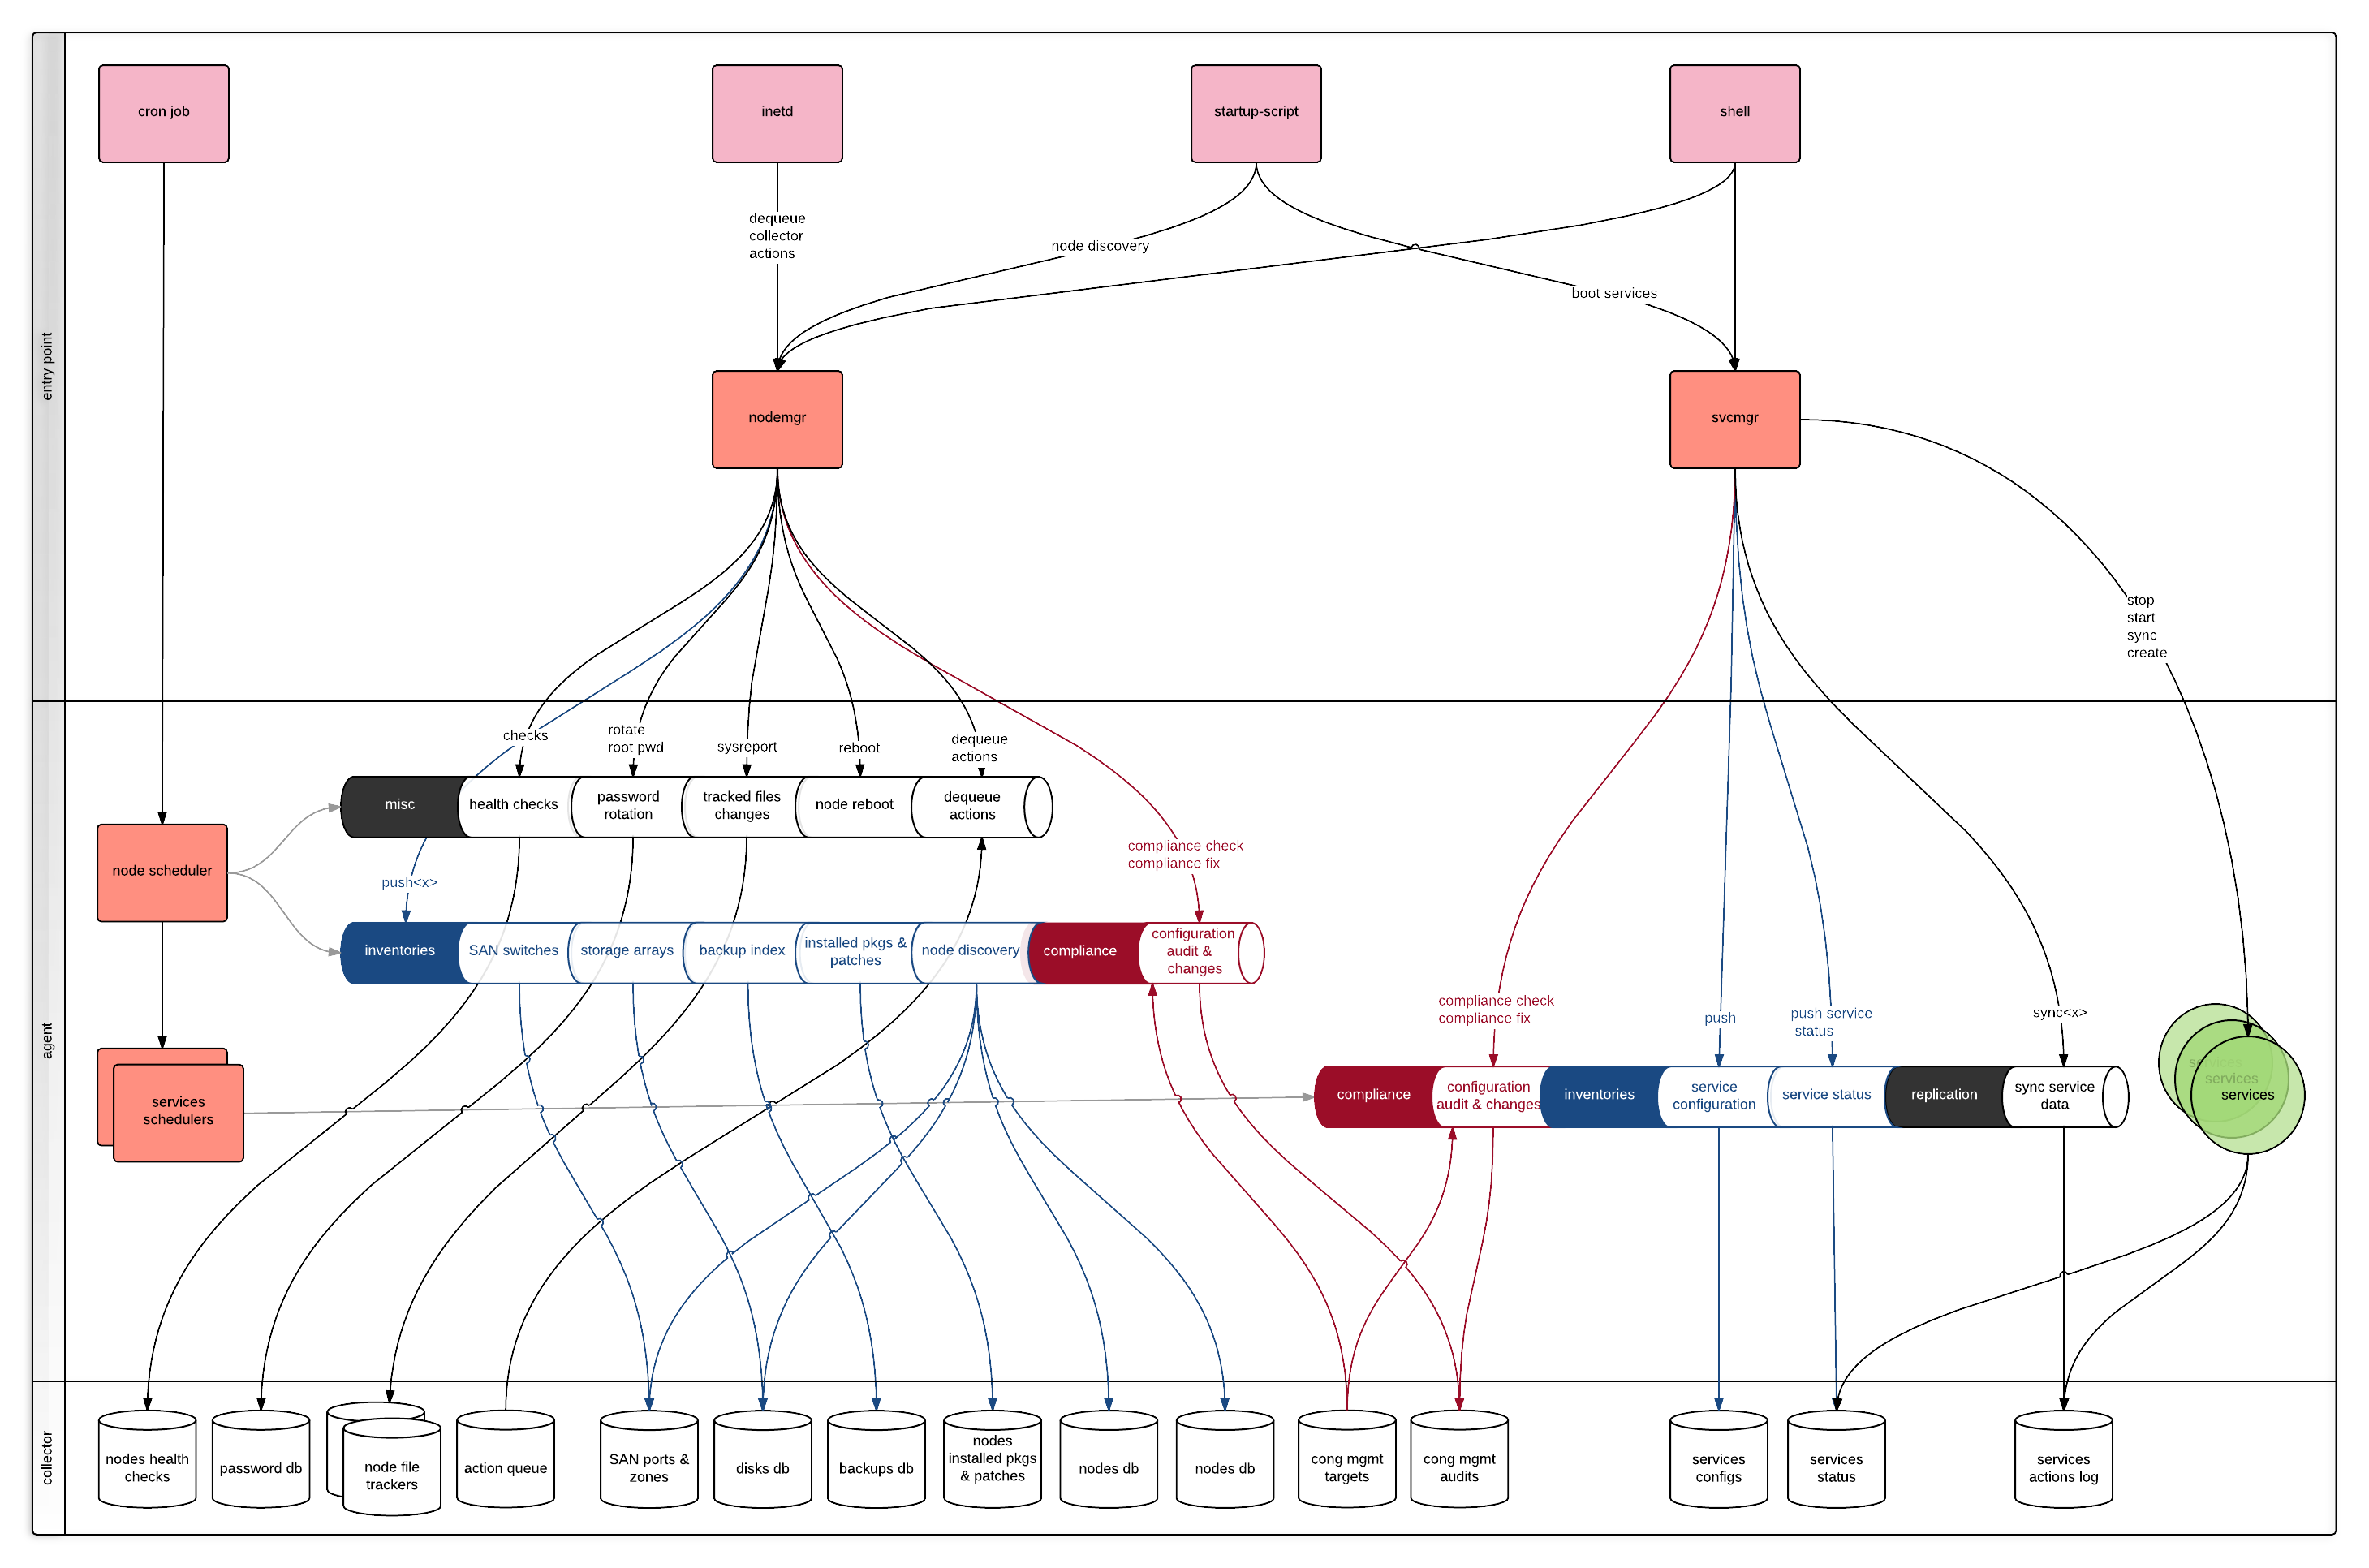 entry point
cron job
inetd
startup-script
shell
dequeue
collector
actions
node discovery
boot services
nodemgr
svcmgr
stop
start
sync
create
agent
checks
rotate
root pwd
sysreport
reboot
dequeue
actions
misc
health checks
password
rotation
tracked files
changes
node reboot
dequeue
actions
node scheduler
compliance check
compliance fix
push<x>
inventories
SAN switches
storage arrays
backup index
installed pkgs &
patches
node discovery
compliance
configuration
audit &
changes
compliance check
compliance fix
push
push service
status
sync<x>
services
schedulers
compliance
configuration
audit & changes
inventories
service
configuration
service status
replication
sync service
data
services
services
services
collector
nodes health
checks
password db
node file
trackers
action queue
SAN ports &
zones
disks db
backups db
nodes
installed pkgs
& patches
nodes db
nodes db
cong mgmt
targets
cong mgmt
audits
services
configs
services
status
services
actions log